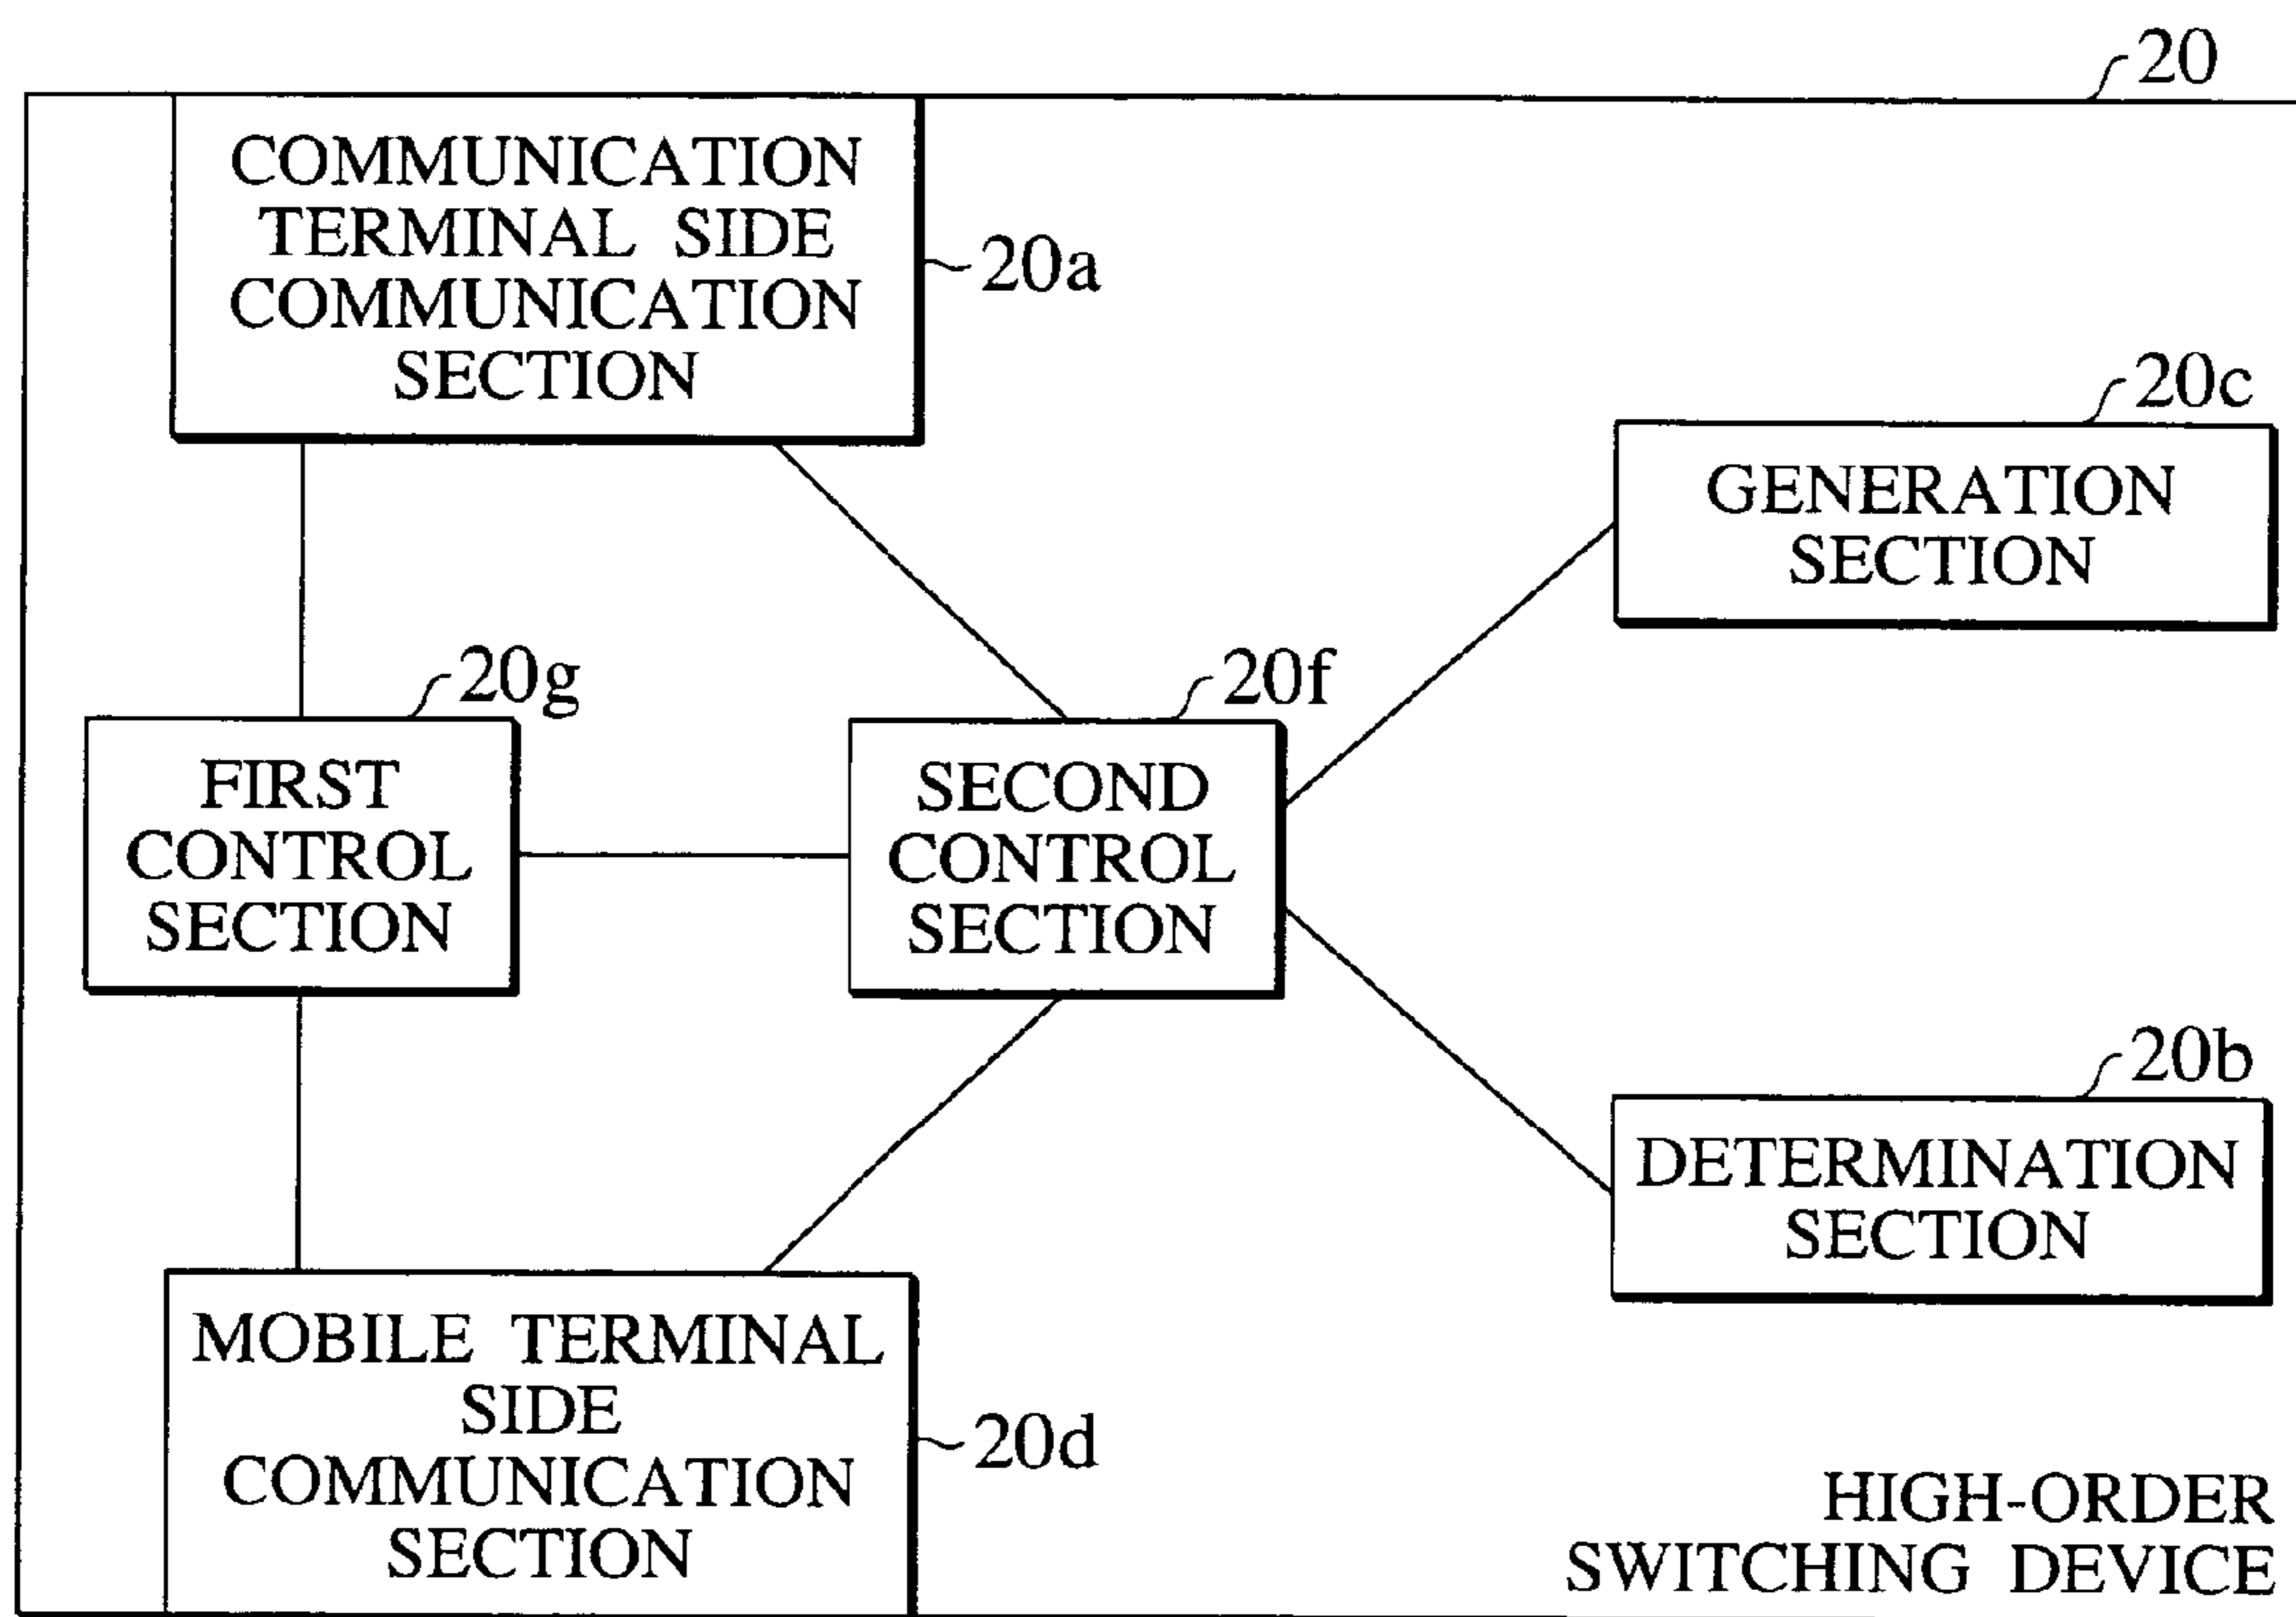 20
COMMUNICATION
TERMINAL SIDE
COMMUNICATION
SECTION
20a
20c
GENERATION
SECTION
20g
FIRST
CONTROL
SECTION
20f
SECOND
CONTROL
SECTION
20b
DETERMINATION
SECTION
MOBILE TERMINAL
SIDE
COMMUNICATION
SECTION
20d
HIGH-ORDER
SWITCHING DEVICE